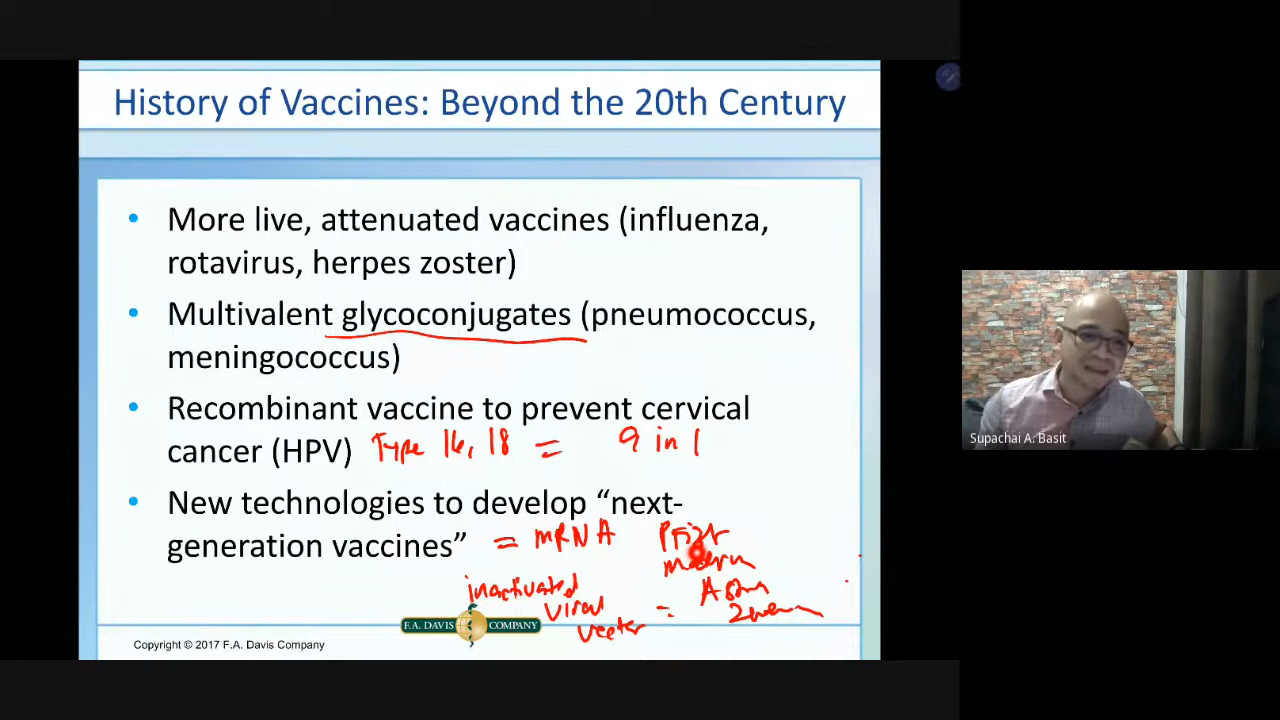 History of Vaccines: Beyond the 20th Century
• More live, attenuated vaccines (influenza,
rotavirus, herpes zoster)
• Multivalent glycoconjugates (pneumococcus,
meningococcus)
• Recombinant vaccine to prevent cervical
cancer (HPV) Type 16, 18 = 9 in 1
• New technologies to develop “next-
generation vaccines” = mRNA
inactivated
viral
vector =
F.A. DAVIS COMPANY
Copyright © 2017 F.A. Davis Company
Supachai A. Basit